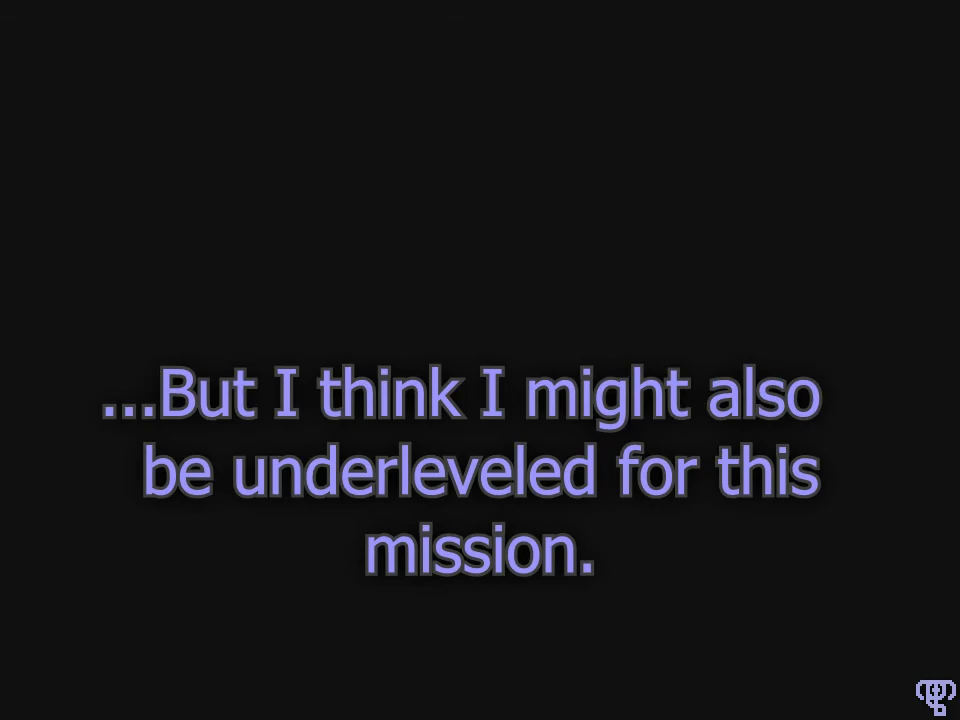 ...But I think I might also
be underleveled for this
mission.